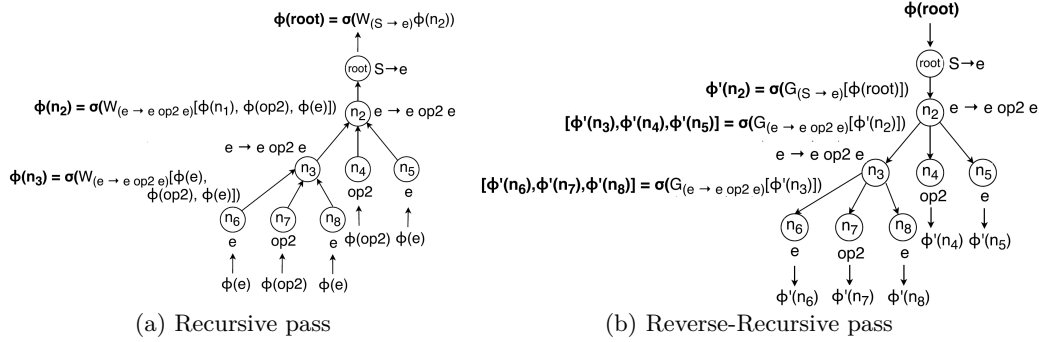 ϕ(root) = σ(W(S → e)ϕ(n2))
root S→e
ϕ(n2) = σ(W(e → e op2 e)[ϕ(n1), ϕ(op2), ϕ(e)])
n2 e → e op2 e
e → e op2 e
n3 n4 n5
op2 e
ϕ(n3) = σ(W(e → e op2 e)[ϕ(e),
ϕ(op2), ϕ(e)])
n6 n7 n8
e op2 e
ϕ(op2) ϕ(e)
ϕ(e) ϕ(op2) ϕ(e)
(a) Recursive pass
ϕ(root)
root S→e
ϕ'(n2) = σ(G(S → e)[ϕ(root)])
n2 e → e op2 e
[ϕ'(n3),ϕ'(n4),ϕ'(n5)] = σ(G(e → e op2 e)[ϕ'(n2)])
e → e op2 e
n3 n4 n5
op2 e
[ϕ'(n6),ϕ'(n7),ϕ'(n8)] = σ(G(e → e op2 e)[ϕ'(n3)])
n6 n7 n8
e op2 e
ϕ'(n4) ϕ'(n5)
ϕ'(n6) ϕ'(n7) ϕ'(n8)
(b) Reverse-Recursive pass